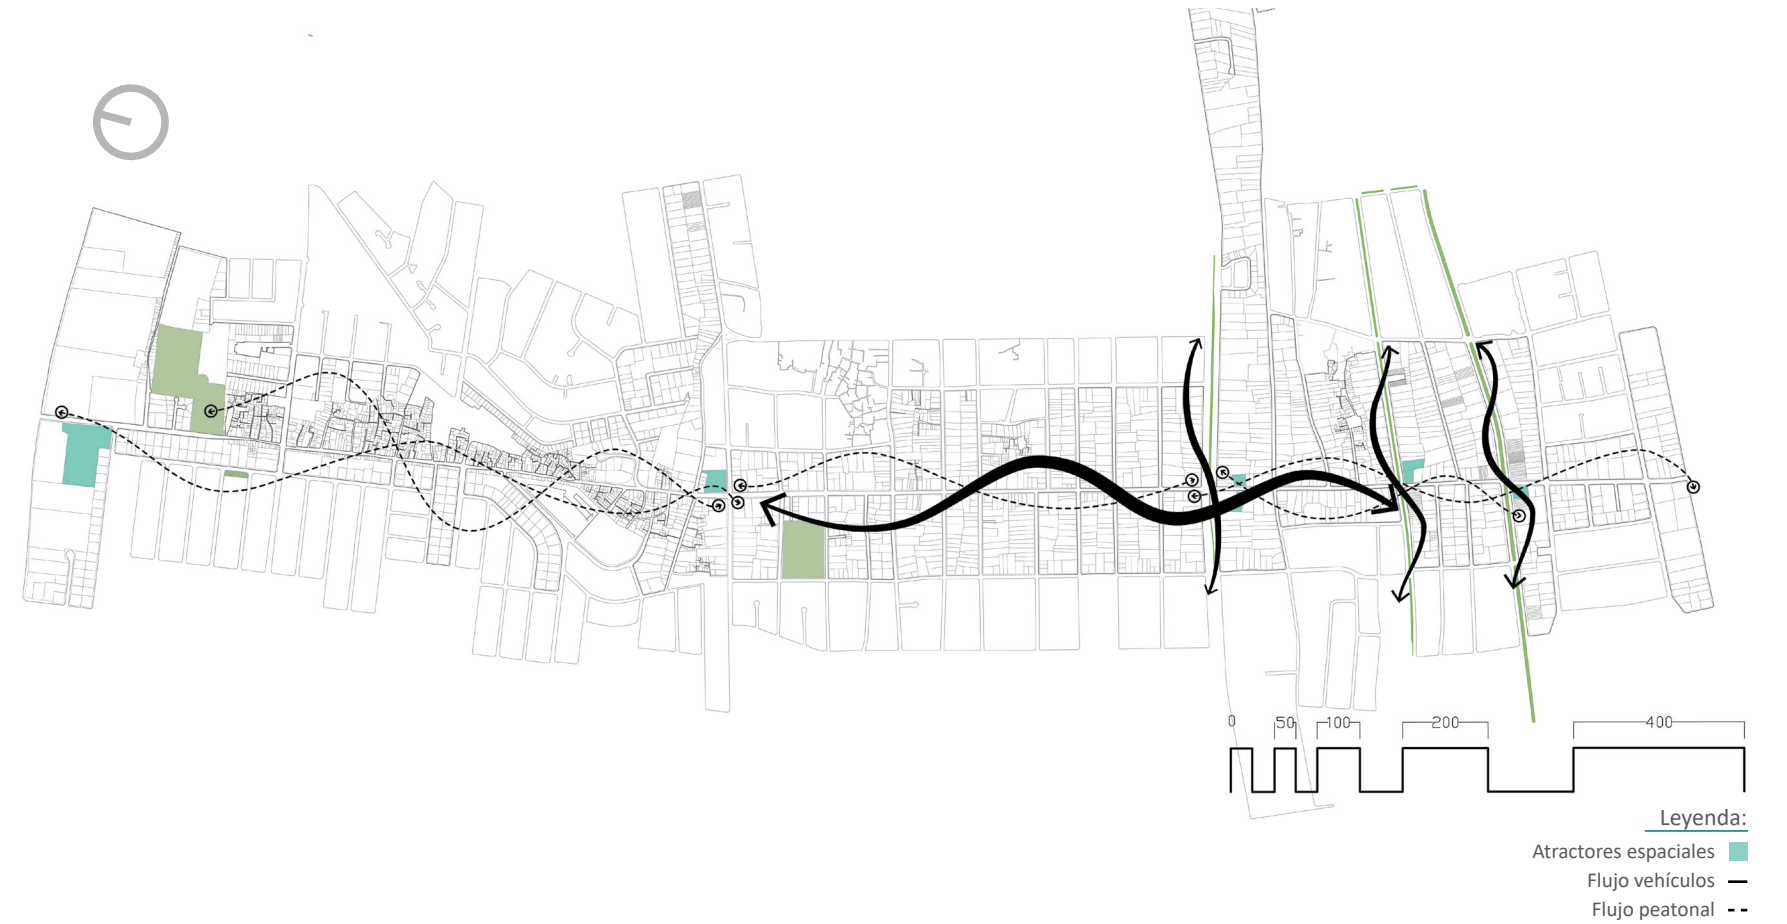 0 50 100 200 400
Leyenda:
Atractores espaciales
Flujo vehículos
Flujo peatonal